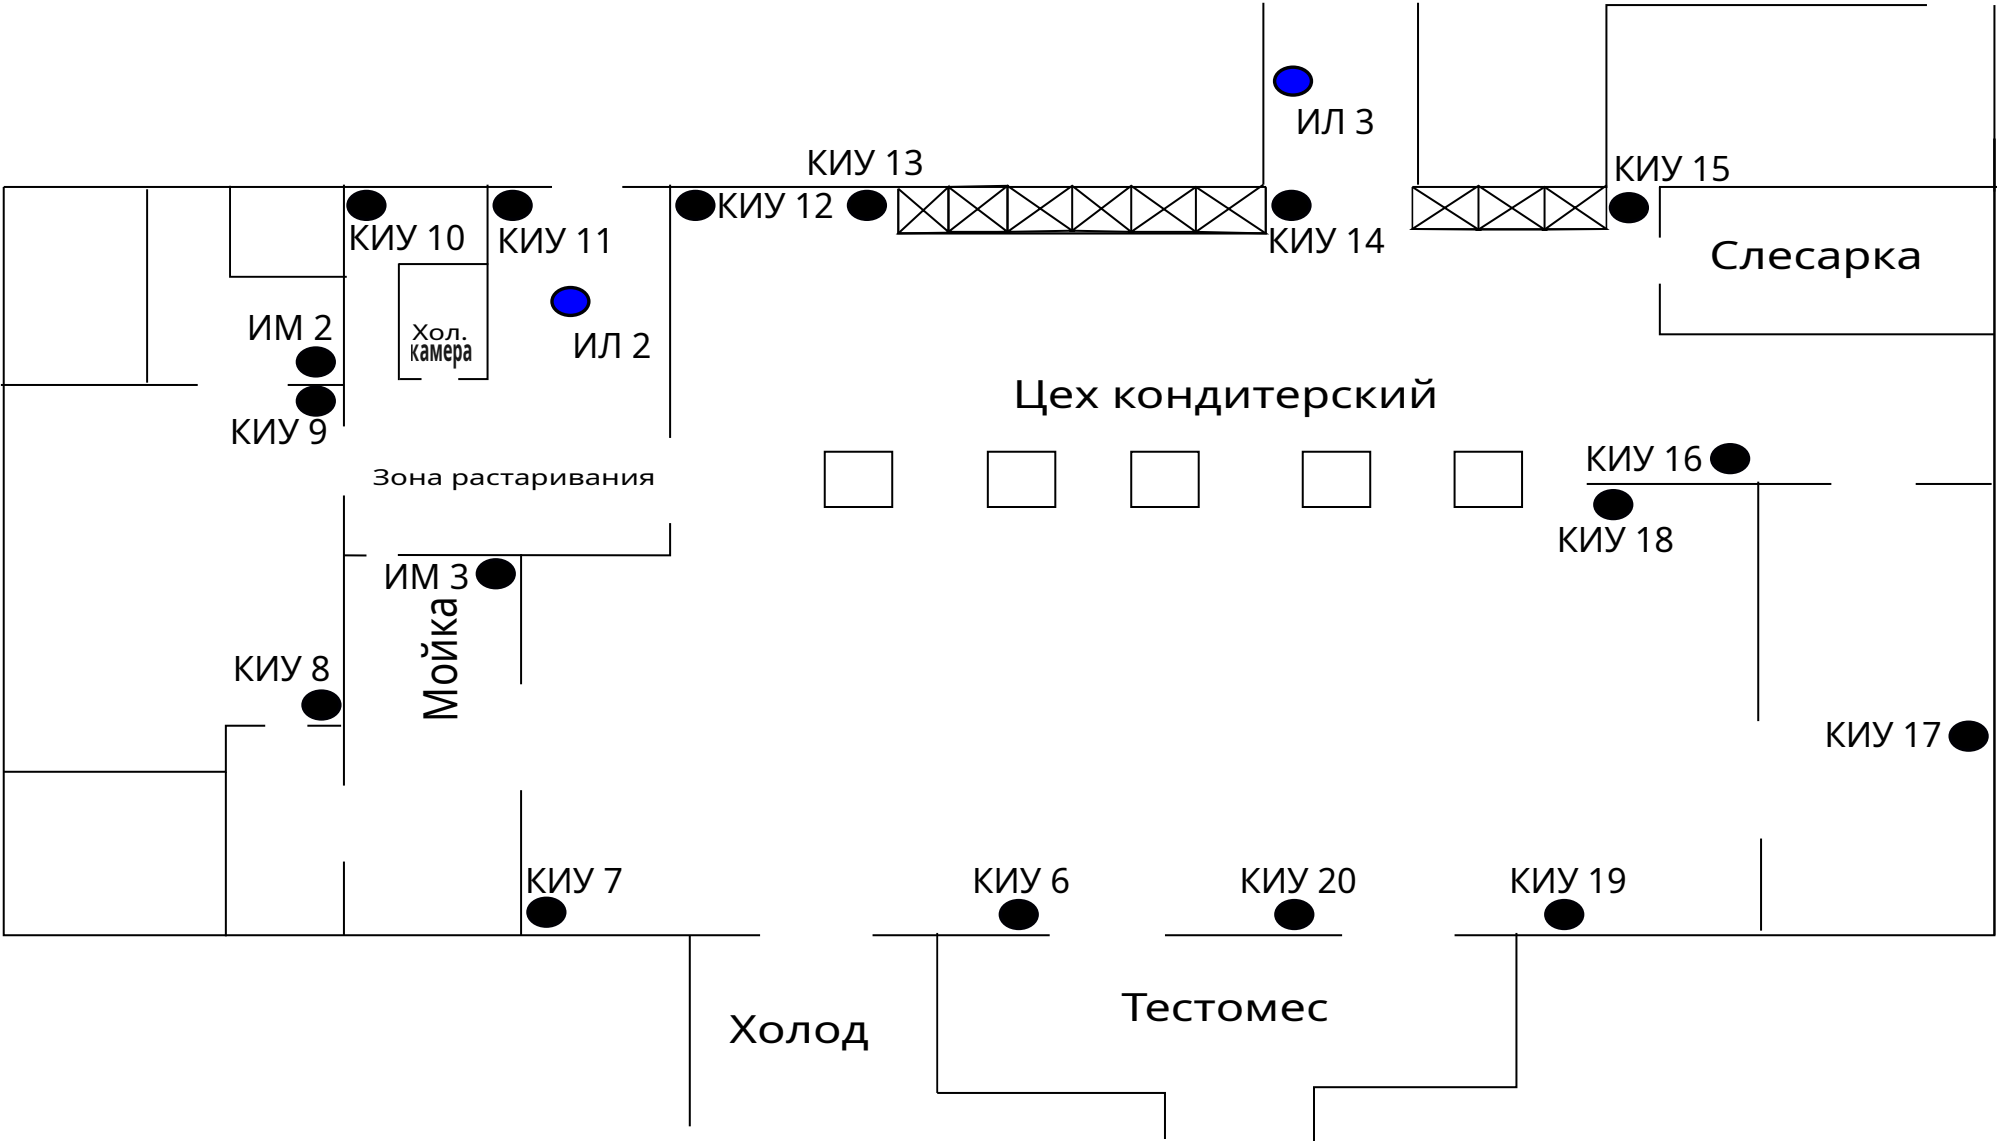 ИЛ 3
КИУ 13
КИУ 15
КИУ 12
КИУ 10
КИУ 11
КИУ 14
Слесарка
ИМ 2
Хол.
камера
ИЛ 2
Цех кондитерский
КИУ 9
КИУ 16
Зона растаривания
КИУ 18
ИМ 3
Мойка
КИУ 8
КИУ 17
КИУ 7
КИУ 6
КИУ 20
КИУ 19
Тестомес
Холод